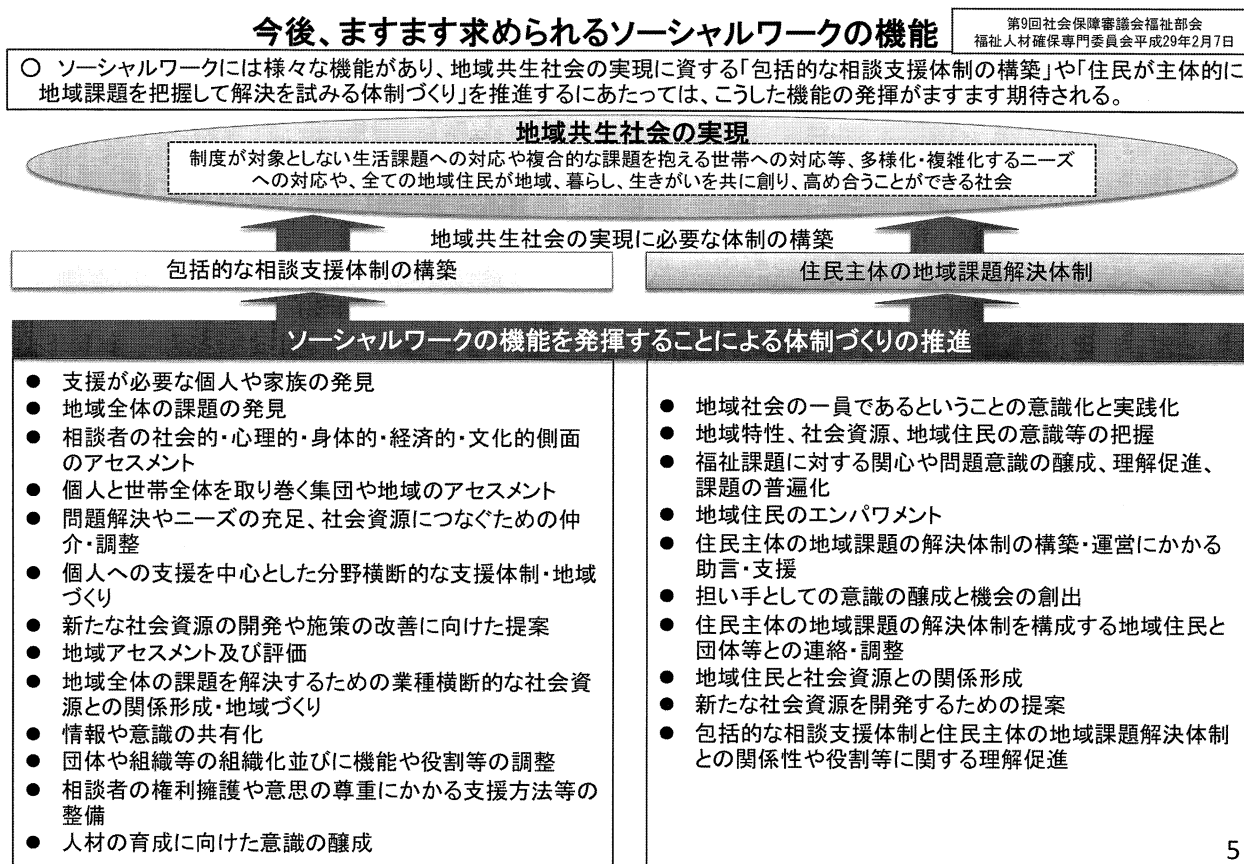 今後、ますます求められるソーシャルワークの機能
第9回社会保障審議会福祉部会
福祉人材確保専門委員会平成29年2月7日
○ ソーシャルワークには様々な機能があり、地域共生社会の実現に資する「包括的な相談支援体制の構築」や「住民が主体的に
地域課題を把握して解決を試みる体制づくり」を推進するにあたっては、こうした機能の発揮がますます期待される。
地域共生社会の実現
制度が対象としない生活課題への対応や複合的な課題を抱える世帯への対応等、多様化・複雑化するニーズ
への対応や、全ての地域住民が地域、暮らし、生きがいを共に創り、高め合うことができる社会
地域共生社会の実現に必要な体制の構築
包括的な相談支援体制の構築
住民主体の地域課題解決体制
ソーシャルワークの機能を発揮することによる体制づくりの推進
● 支援が必要な個人や家族の発見
● 地域全体の課題の発見
● 相談者の社会的・心理的・身体的・経済的・文化的側面
のアセスメント
● 個人と世帯全体を取り巻く集団や地域のアセスメント
● 問題解決やニーズの充足、社会資源につなぐための仲
介・調整
● 個人への支援を中心とした分野横断的な支援体制・地域
づくり
● 新たな社会資源の開発や施策の改善に向けた提案
● 地域アセスメント及び評価
● 地域全体の課題を解決するための業種横断的な社会資
源との関係形成・地域づくり
● 情報や意識の共有化
● 団体や組織等の組織化並びに機能や役割等の調整
● 相談者の権利擁護や意思の尊重にかかる支援方法等の
整備
● 人材の育成に向けた意識の醸成
● 地域社会の一員であるということの意識化と実践化
● 地域特性、社会資源、地域住民の意識等の把握
● 福祉課題に対する関心や問題意識の醸成、理解促進、
課題の普遍化
● 地域住民のエンパワメント
● 住民主体の地域課題の解決体制の構築・運営にかかる
助言・支援
● 担い手としての意識の醸成と機会の創出
● 住民主体の地域課題の解決体制を構成する地域住民と
団体等との連絡・調整
● 地域住民と社会資源との関係形成
● 新たな社会資源を開発するための提案
● 包括的な相談支援体制と住民主体の地域課題解決体制
との関係性や役割等に関する理解促進
5